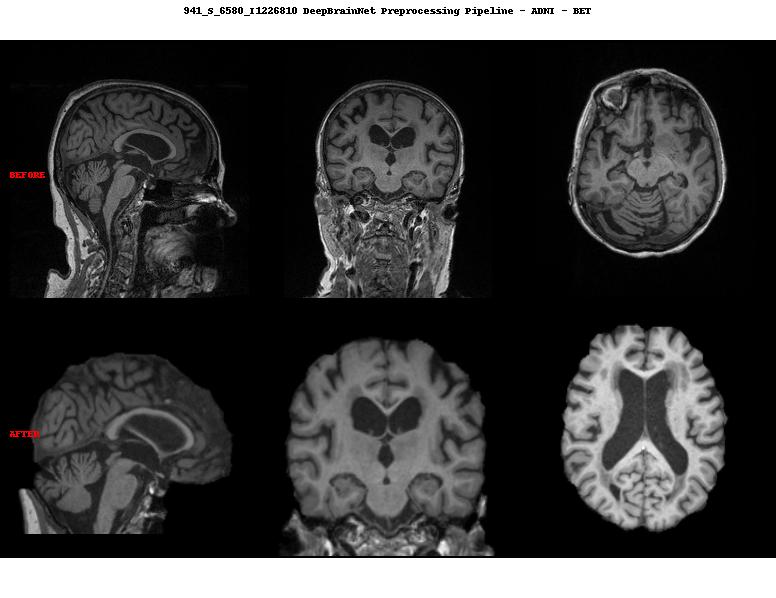 941_S_6580_I1226810 DeepBrainNet Preprocessing Pipeline - ADNI - BET
BEFORE
AFTER